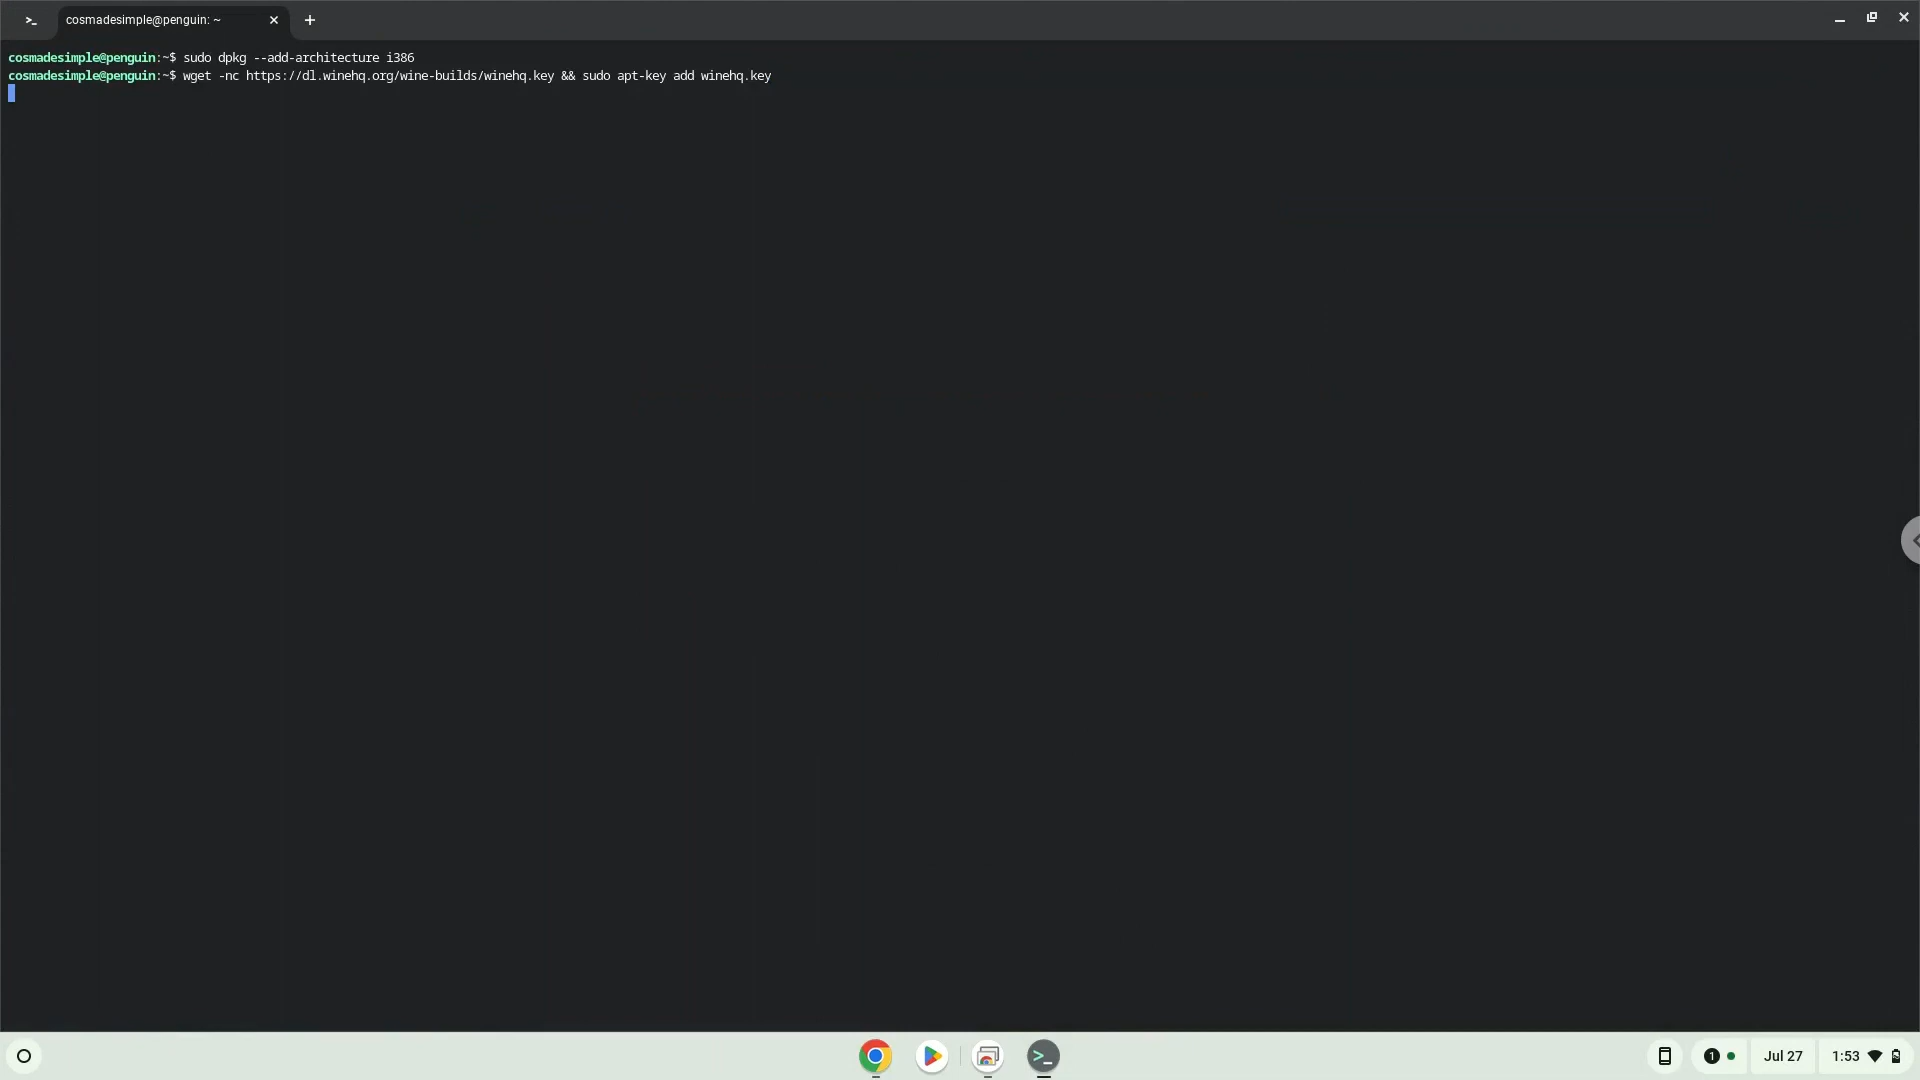 >_ cosmadesimple@penguin: ~
cosmadesimple@penguin:~$ sudo dpkg --add-architecture i386
cosmadesimple@penguin:~$ wget -nc https://dl.winehq.org/wine-builds/winehq.key && sudo apt-key add winehq.key
1 Jul 27 1:53